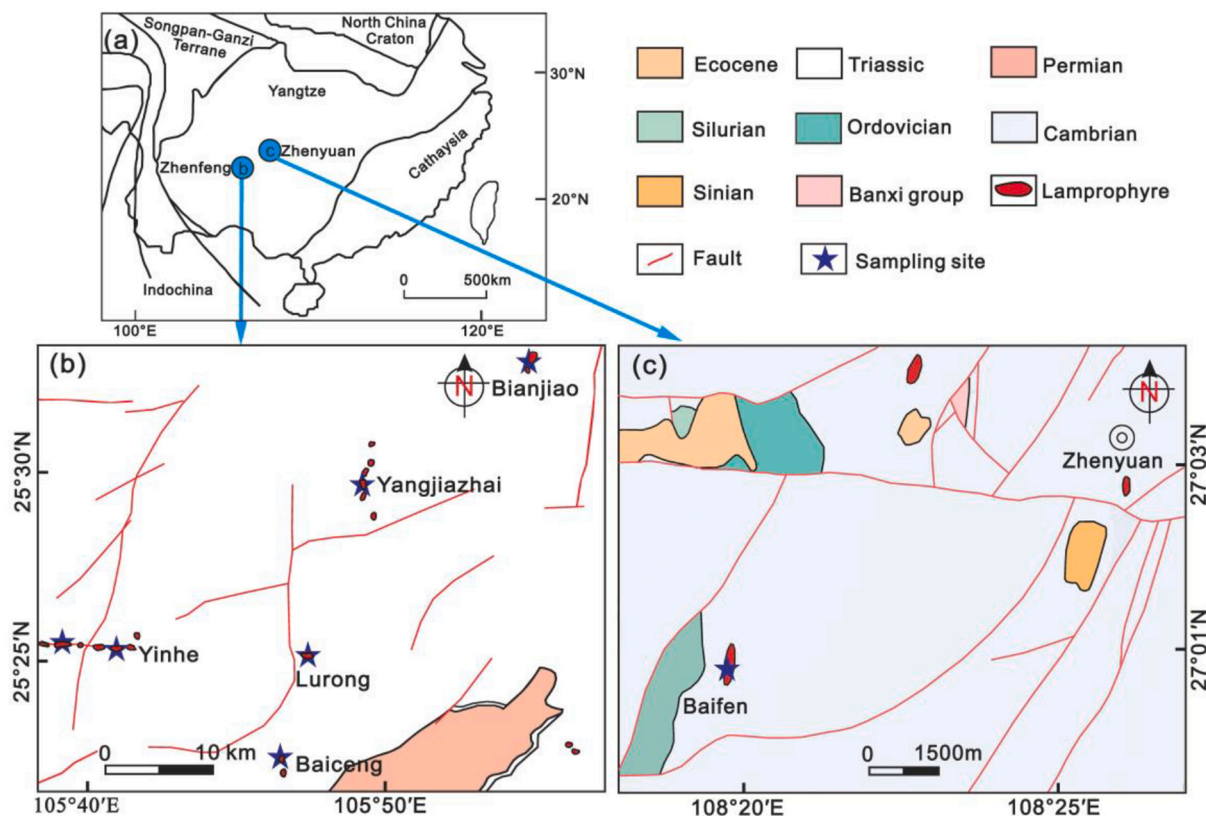 (a)
Songpan-Ganzi
Terrane
North China
Craton
Yangtze
Cathaysia
Zhenfeng
b
c
Zhenyuan
Indochina
0
500km
30°N
20°N
100°E
120°E
Ecocene
Triassic
Permian
Silurian
Ordovician
Cambrian
Sinian
Banxi group
Lamprophyre
Fault
Sampling site
(b)
N
Bianjiao
Yangjiazhai
Yinhe
Lurong
Baiceng
0
10 km
25°30′N
25°25′N
105°40′E
105°50′E
(c)
N
Zhenyuan
Baifen
0
1500m
27°03′N
27°01′N
108°20′E
108°25′E